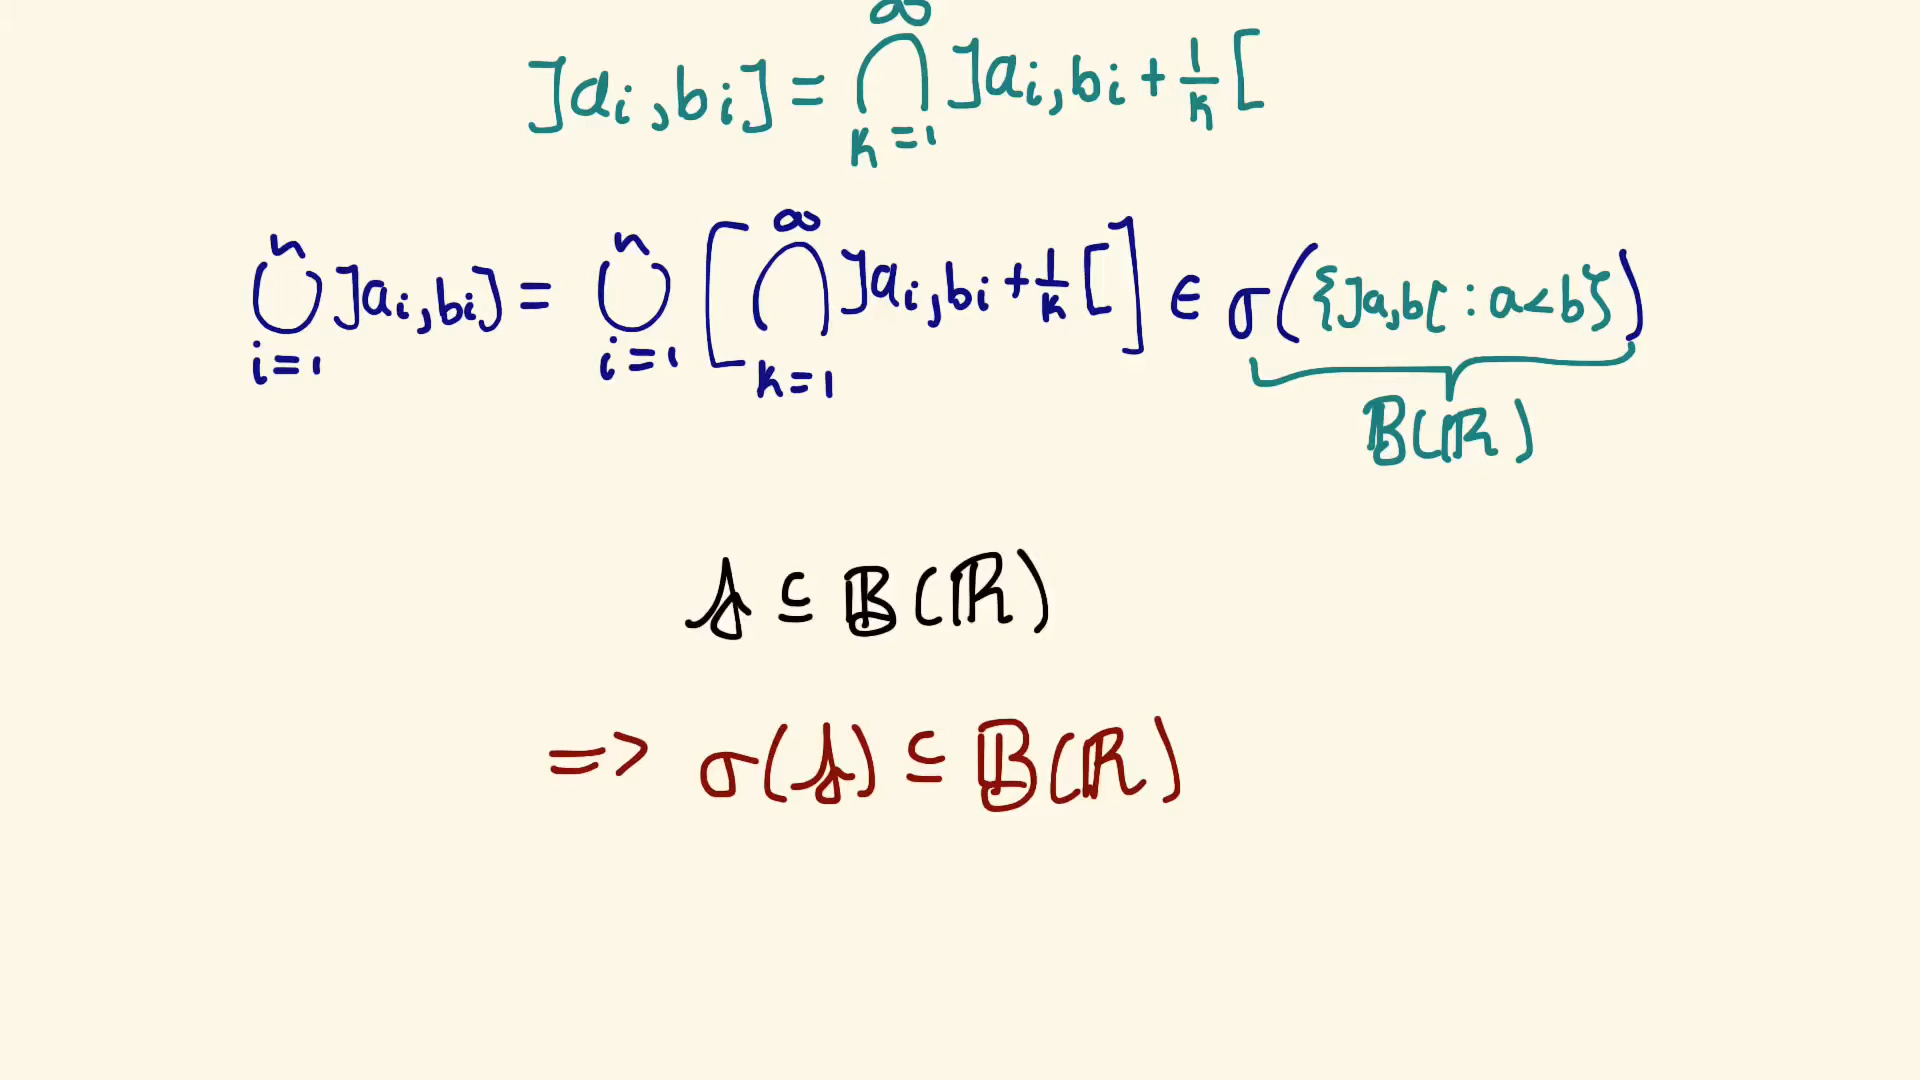 ]aᵢ, bᵢ] = ⋂_{k=1}^{∞} ]aᵢ, bᵢ + 1/k[
⋃_{i=1}^{n} ]aᵢ, bᵢ] = ⋃_{i=1}^{n} [ ⋂_{k=1}^{∞} ]aᵢ, bᵢ + 1/k[ ] ∈ σ({]a,b[ : a<b})
𝔹(ℝ)
𝒜 ⊆ 𝔹(ℝ)
=> σ(𝒜) ⊆ 𝔹(ℝ)